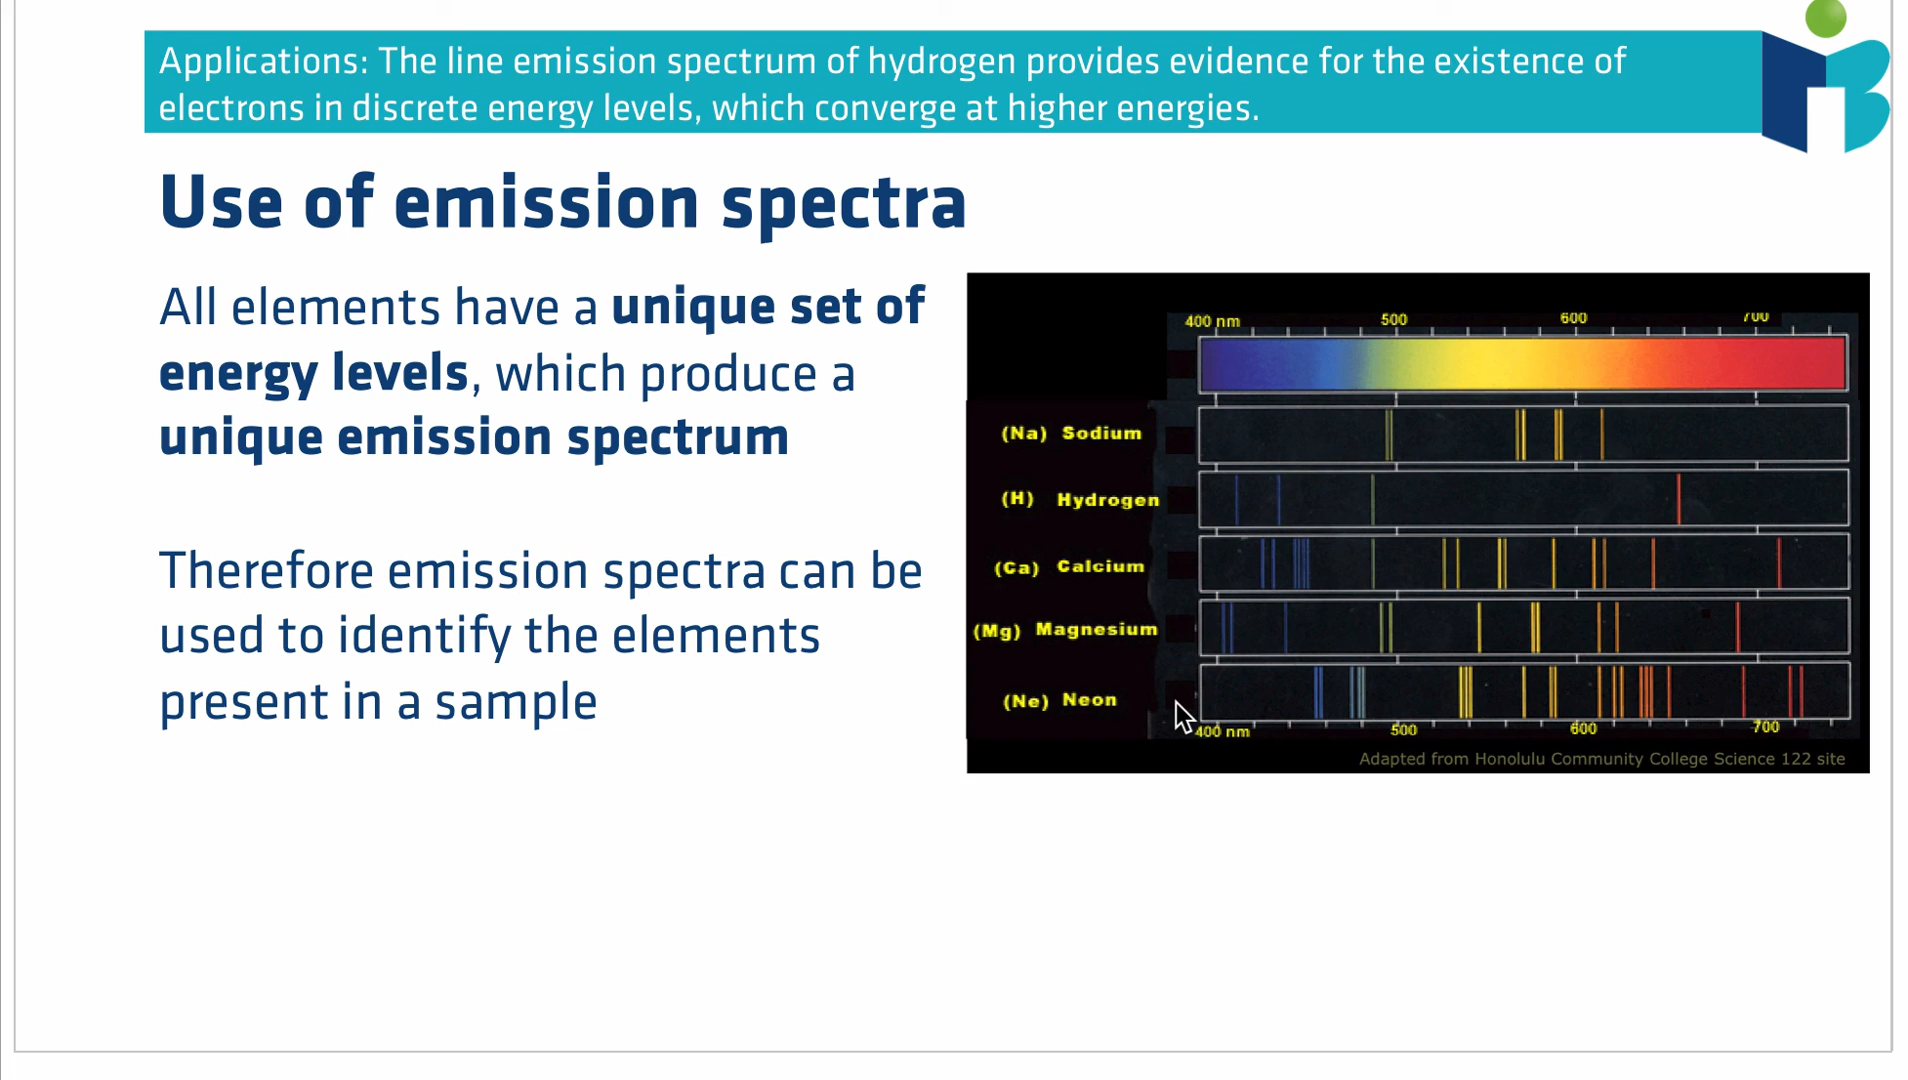 Applications: The line emission spectrum of hydrogen provides evidence for the existence of
electrons in discrete energy levels, which converge at higher energies.
Use of emission spectra
All elements have a unique set of
energy levels, which produce a
unique emission spectrum
Therefore emission spectra can be
used to identify the elements
present in a sample
400 nm 500 600 700
(Na) Sodium
(H) Hydrogen
(Ca) Calcium
(Mg) Magnesium
(Ne) Neon
400 nm 500 600 700
Adapted from Honolulu Community College Science 122 site